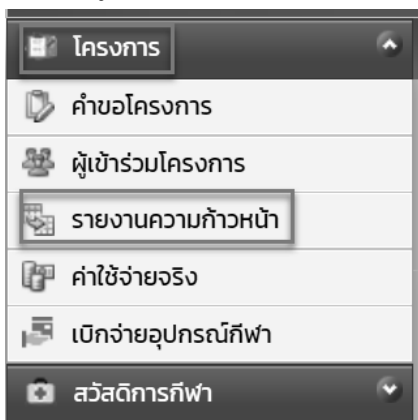 โครงการ
คำขอโครงการ
ผู้เข้าร่วมโครงการ
รายงานความก้าวหน้า
ค่าใช้จ่ายจริง
เบิกจ่ายอุปกรณ์กีฬา
สวัสดิการกีฬา